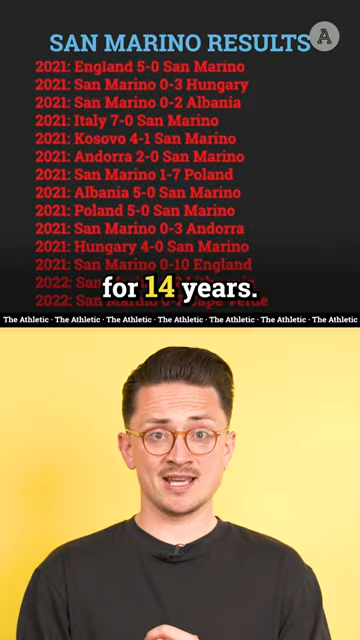 SAN MARINO RESULTS
A
2021: England 5-0 San Marino
2021: San Marino 0-3 Hungary
2021: San Marino 0-2 Albania
2021: Italy 7-0 San Marino
2021: Kosovo 4-1 San Marino
2021: Andorra 2-0 San Marino
2021: San Marino 1-7 Poland
2021: Albania 5-0 San Marino
2021: Poland 5-0 San Marino
2021: San Marino 0-3 Andorra
2021: Hungary 4-0 San Marino
2021: San Marino 0-10 England
2022: San
2022: San Cape Verde
for 14 years.
The Athletic · The Athletic · The Athletic · The Athletic · The Athletic · The Athletic · The Athletic